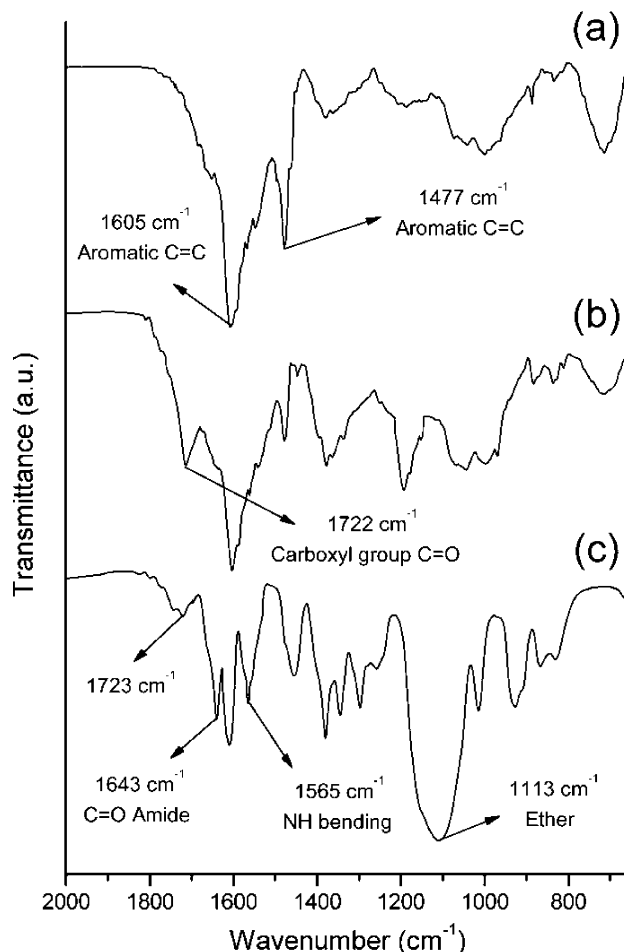 (a)
1605 cm⁻¹
Aromatic C=C
1477 cm⁻¹
Aromatic C=C
(b)
1722 cm⁻¹
Carboxyl group C=O
(c)
1723 cm⁻¹
1643 cm⁻¹
C=O Amide
1565 cm⁻¹
NH bending
1113 cm⁻¹
Ether
Transmittance (a.u.)
2000 1800 1600 1400 1200 1000 800
Wavenumber (cm⁻¹)